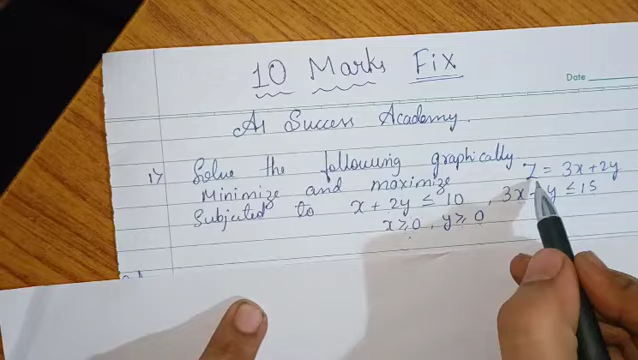 10 Marks Fix
Date
A1 Success Academy.
1) Solve the following graphically
Minimize and maximize Z = 3x + 2y
Subjected to x + 2y ≤ 10 , 3x y ≤ 15
x ≥ 0 , y ≥ 0